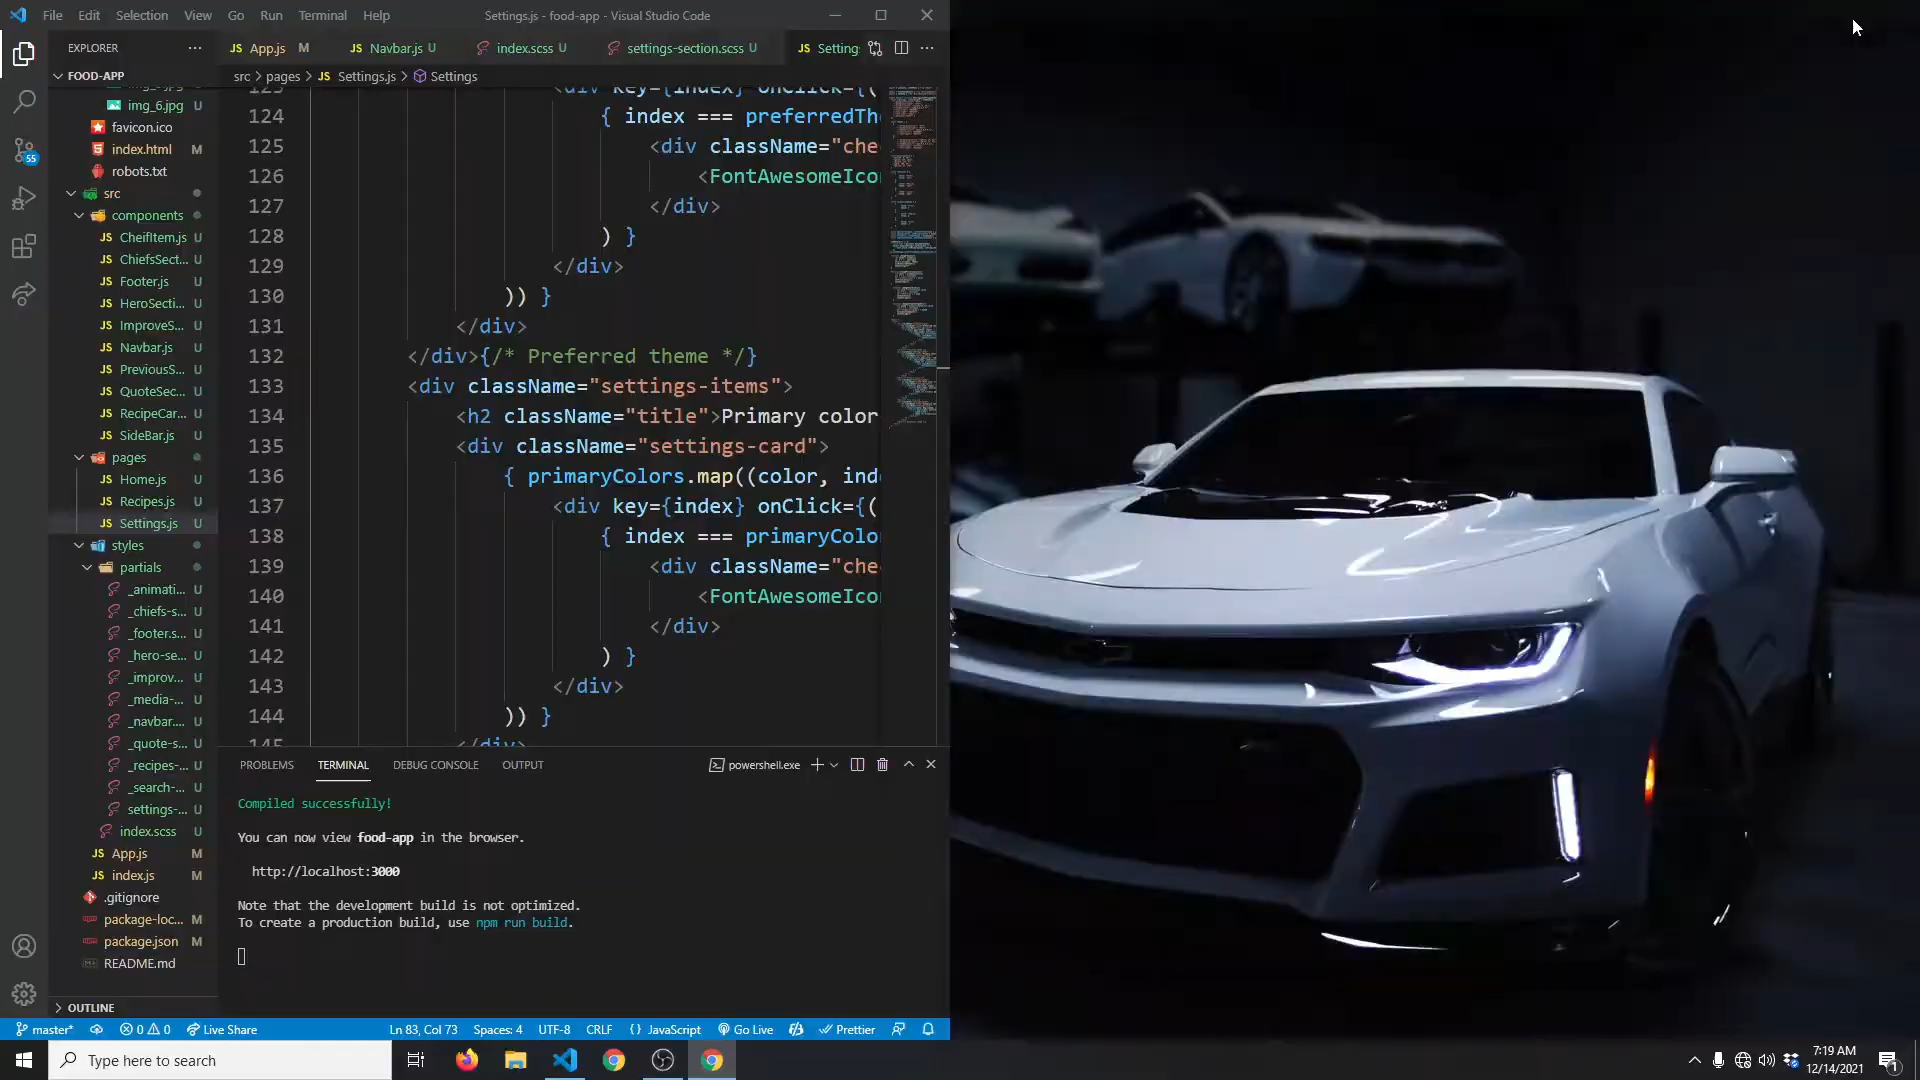 File Edit Selection View Go Run Terminal Help
Settings.js - food-app - Visual Studio Code
EXPLORER
JS App.js M
JS Navbar.js U
index.scss U
settings-section.scss U
JS Setting
FOOD-APP
src > pages > JS Settings.js > Settings
img_6.jpg U
favicon.ico
index.html M
robots.txt
src
components
JS CheifItem.js U
JS ChiefsSect... U
JS Footer.js U
JS HeroSecti... U
JS ImproveS... U
JS Navbar.js U
JS PreviousS... U
JS QuoteSec... U
JS RecipeCar... U
JS SideBar.js U
pages
JS Home.js U
JS Recipes.js U
JS Settings.js U
styles
partials
_animati... U
_chiefs-s... U
_footer.s... U
_hero-se... U
_improv... U
_media-... U
_navbar.... U
_quote-s... U
_recipes-... U
_search-... U
settings-... U
index.scss U
JS App.js M
JS index.js M
.gitignore
package-loc... M
package.json M
README.md
OUTLINE
<div key={index} onClick={(
124 { index === preferredTh
125 <div className="che
126 <FontAwesomeIco
127 </div>
128 ) }
129 </div>
130 )) }
131 </div>
132 </div>{/* Preferred theme */}
133 <div className="settings-items">
134 <h2 className="title">Primary color
135 <div className="settings-card">
136 { primaryColors.map((color, ind
137 <div key={index} onClick={(
138 { index === primaryColo
139 <div className="che
140 <FontAwesomeIco
141 </div>
142 ) }
143 </div>
144 )) }
145 </div>
PROBLEMS TERMINAL DEBUG CONSOLE OUTPUT
powershell.exe
Compiled successfully!
You can now view food-app in the browser.
http://localhost:3000
Note that the development build is not optimized.
To create a production build, use npm run build.
master* 0 0 Live Share
Ln 83, Col 73 Spaces: 4 UTF-8 CRLF {} JavaScript Go Live Prettier
55
Type here to search
7:19 AM
12/14/2021
1